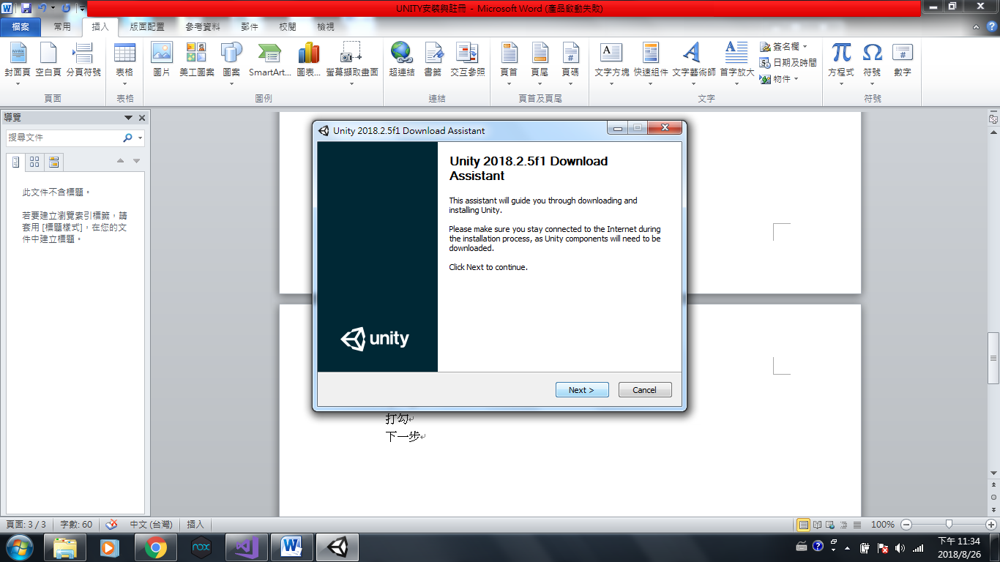 UNITY安裝與註冊 - Microsoft Word (產品啟動失敗)
檔案 常用 插入 版面配置 參考資料 郵件 校閱 檢視
封面頁 空白頁 分頁符號 表格 圖片 美工圖案 圖案 SmartArt... 圖表... 螢幕擷取畫面 超連結 書籤 交互參照 頁首 頁尾 頁碼 文字方塊 快速組件 文字藝術師 首字放大 方程式 符號 數字
簽名欄
日期及時間
物件
頁面 表格 圖例 連結 頁首及頁尾 文字 符號
導覽
搜尋文件
此文件不含標題。
若要建立瀏覽索引標籤，請
套用 [標題樣式]，在您的文
件中建立標題。
Unity 2018.2.5f1 Download Assistant
Unity 2018.2.5f1 Download
Assistant
This assistant will guide you through downloading and
installing Unity.
Please make sure you stay connected to the Internet during
the installation process, as Unity components will need to be
downloaded.
Click Next to continue.
unity
Next >
Cancel
打勾
下一步
頁面: 3 / 3 字數: 60 中文 (台灣) 插入 100%
nox
下午 11:34
2018/8/26